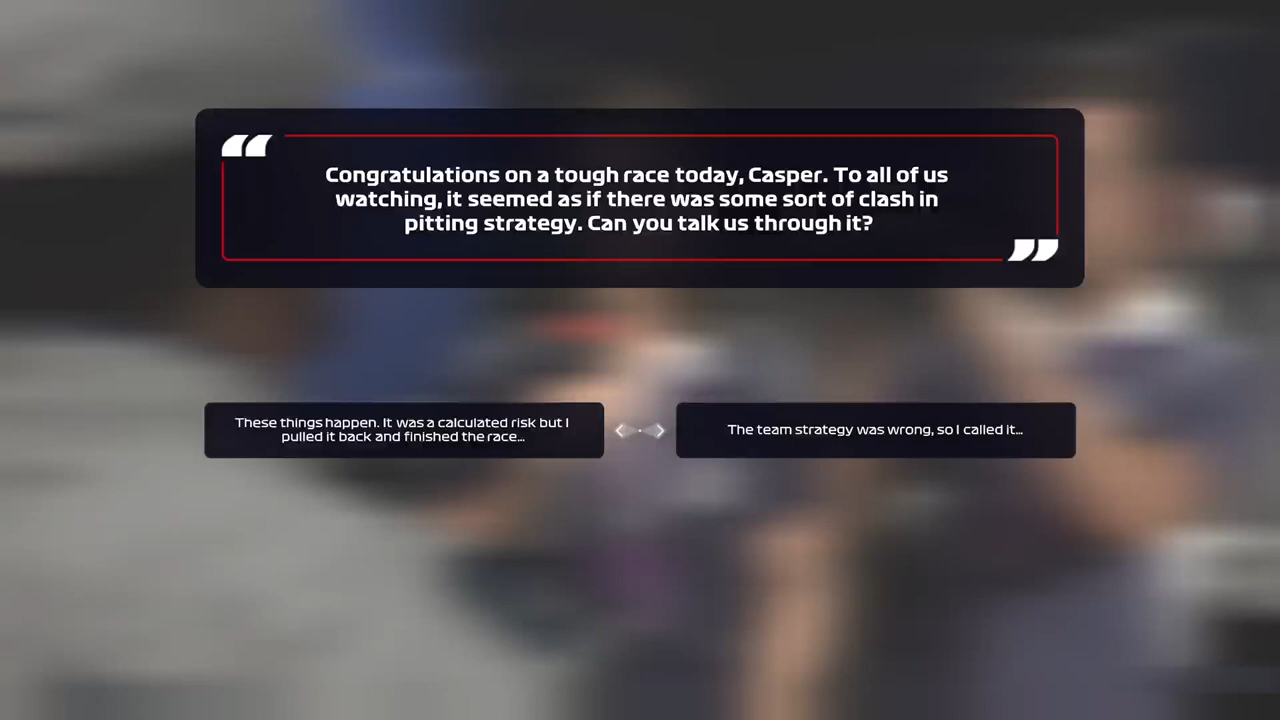 Congratulations on a tough race today, Casper. To all of us
watching, it seemed as if there was some sort of clash in
pitting strategy. Can you talk us through it?
These things happen. It was a calculated risk but I
pulled it back and finished the race...
The team strategy was wrong, so I called it...